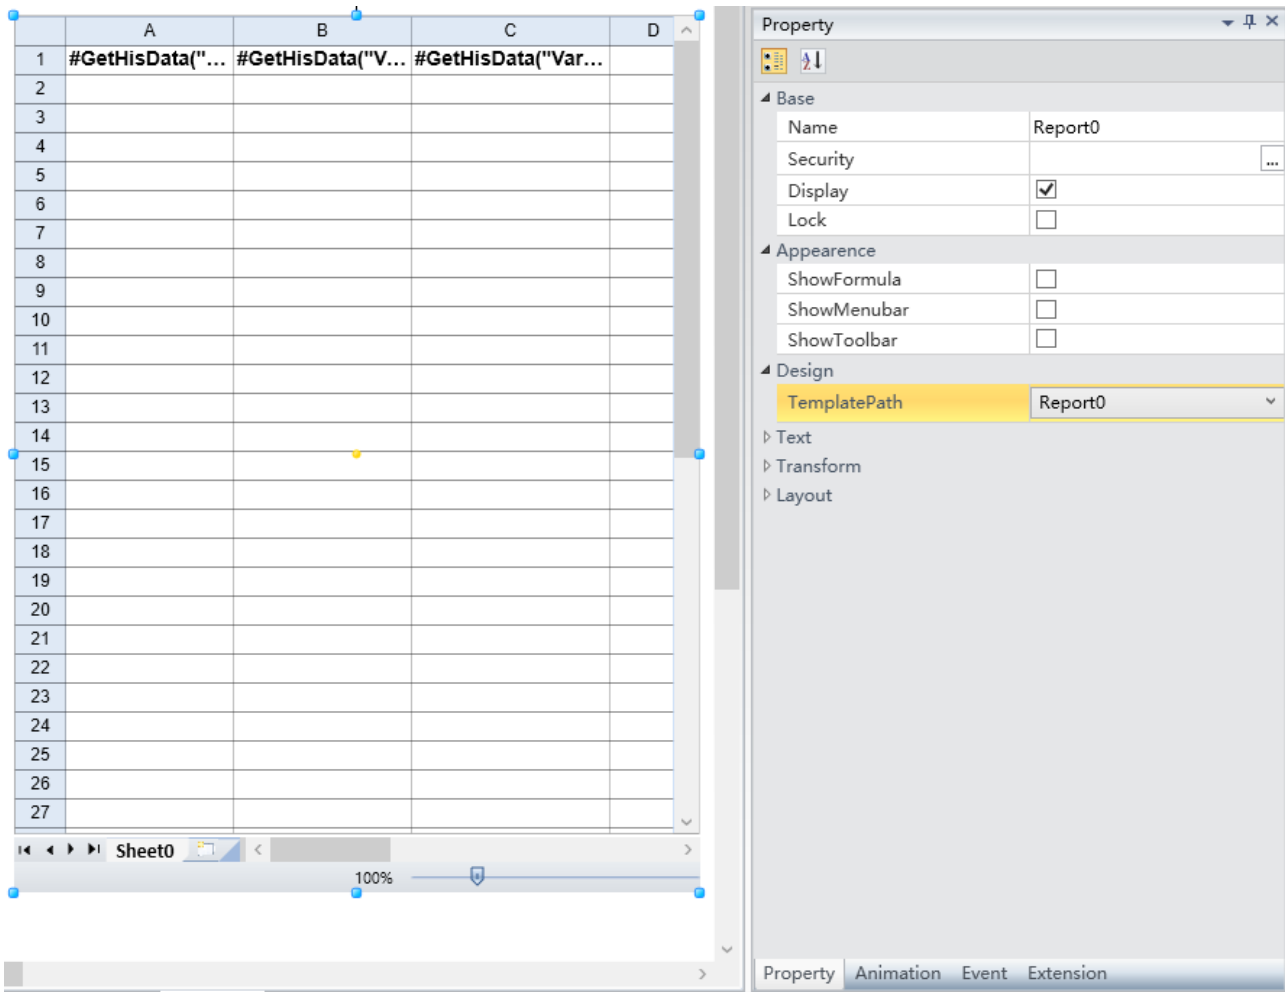 A B C D
1 #GetHisData("... #GetHisData("V... #GetHisData("Var...
2
3
4
5
6
7
8
9
10
11
12
13
14
15
16
17
18
19
20
21
22
23
24
25
26
27
Sheet0
100%
Property
Base
Name Report0
Security ...
Display
Lock
Appearence
ShowFormula
ShowMenubar
ShowToolbar
Design
TemplatePath Report0
Text
Transform
Layout
Property Animation Event Extension